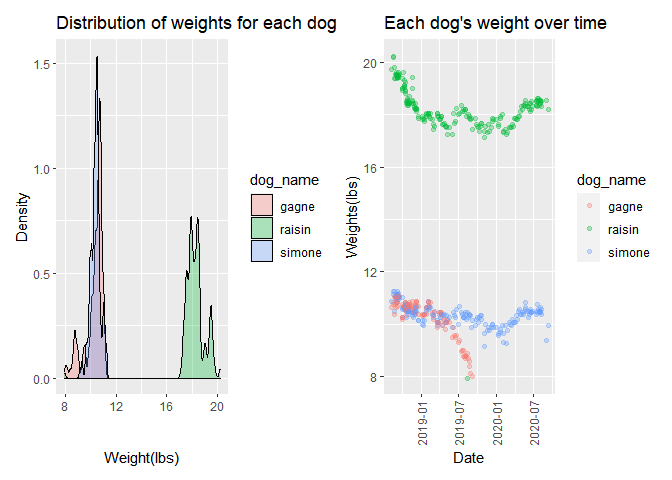 Distribution of weights for each dog
Density
1.5
1.0
0.5
0.0
8
12
16
20
Weight(lbs)
dog_name
gagne
raisin
simone
Each dog's weight over time
Weights(lbs)
20
16
12
8
2019-01
2019-07
2020-01
2020-07
Date
dog_name
gagne
raisin
simone